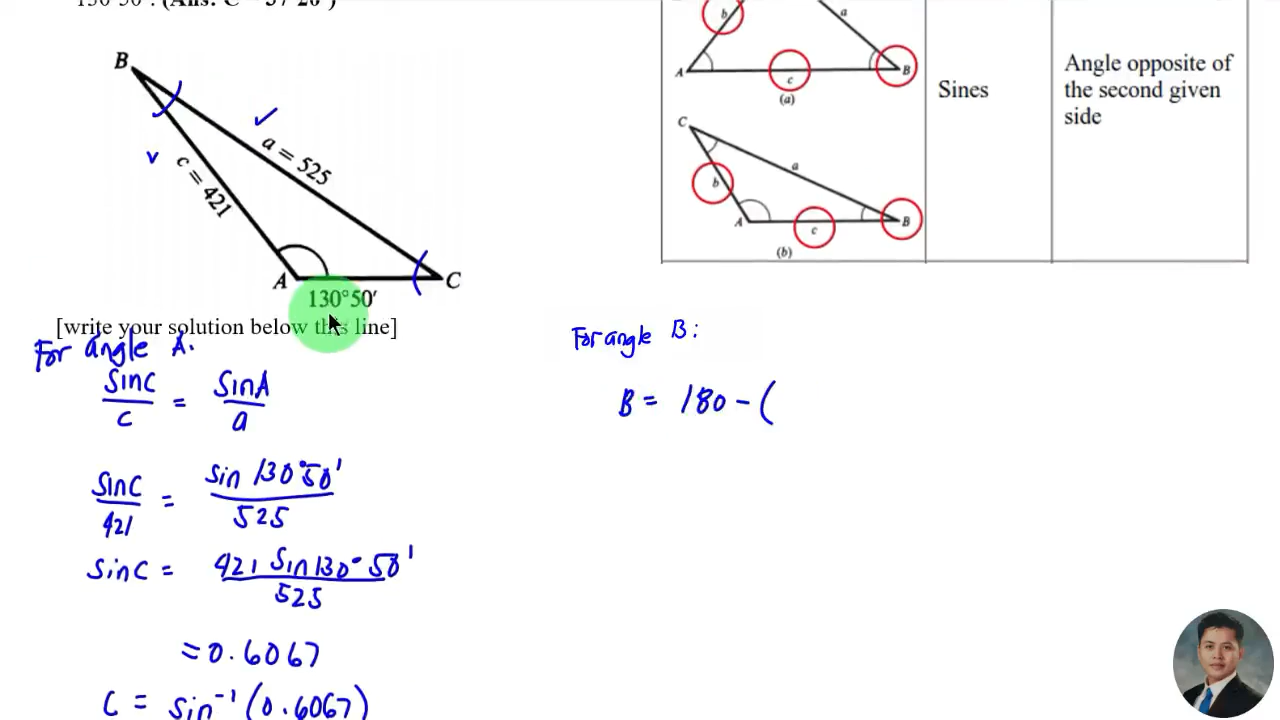 B
a = 525
c = 421
A
C
130°50′
[write your solution below this line]
For angle A:
sinC/c = sinA/a
sinC/421 = sin 130°50'/525
sinC = 421 sin130°50'/525
= 0.6067
C = sin⁻¹(0.6067)
b
a
A
c
B
(a)
C
a
b
A
c
B
(b)
Sines
Angle opposite of
the second given
side
For angle B:
B = 180 - (